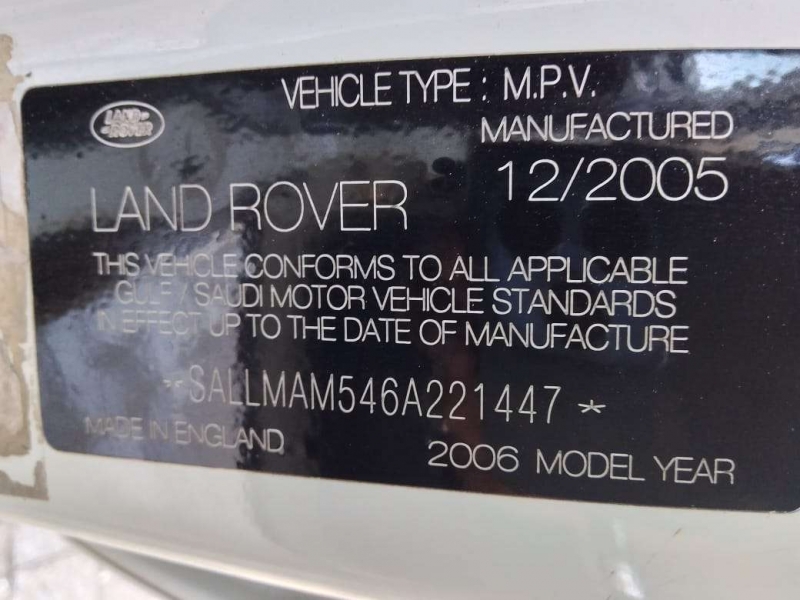 VEHICLE TYPE : M.P.V.
LAND ROVER
MANUFACTURED
12/2005
LAND ROVER
THIS VEHICLE CONFORMS TO ALL APPLICABLE
GULF / SAUDI MOTOR VEHICLE STANDARDS
IN EFFECT UP TO THE DATE OF MANUFACTURE
*SALLMAM546A221447*
MADE IN ENGLAND
2006 MODEL YEAR